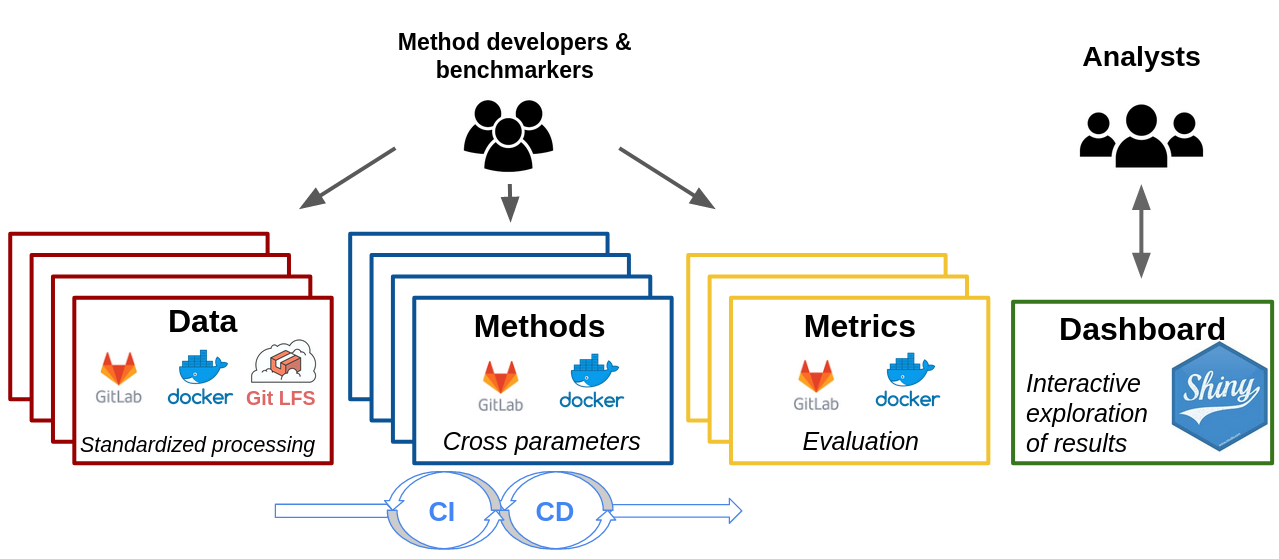 Method developers &
benchmarkers
Analysts
Data
GitLab
docker
Git LFS
Standardized processing
Methods
GitLab
docker
Cross parameters
Metrics
GitLab
docker
Evaluation
Dashboard
Interactive
exploration
of results
Shiny
CI
CD